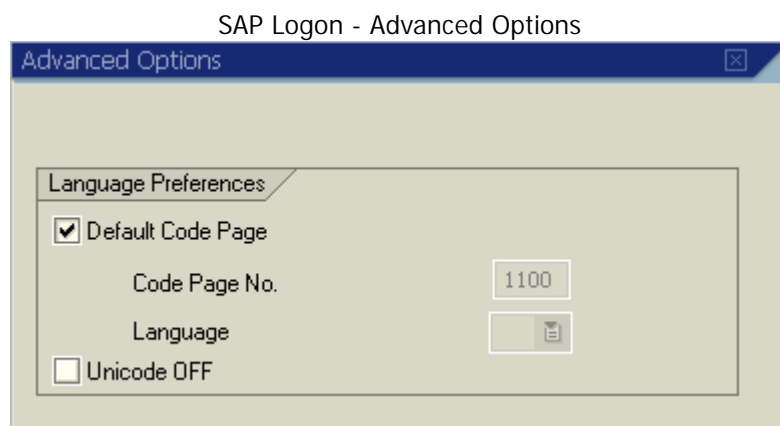 SAP Logon - Advanced Options
Advanced Options
Language Preferences
Default Code Page
Code Page No. 1100
Language
Unicode OFF